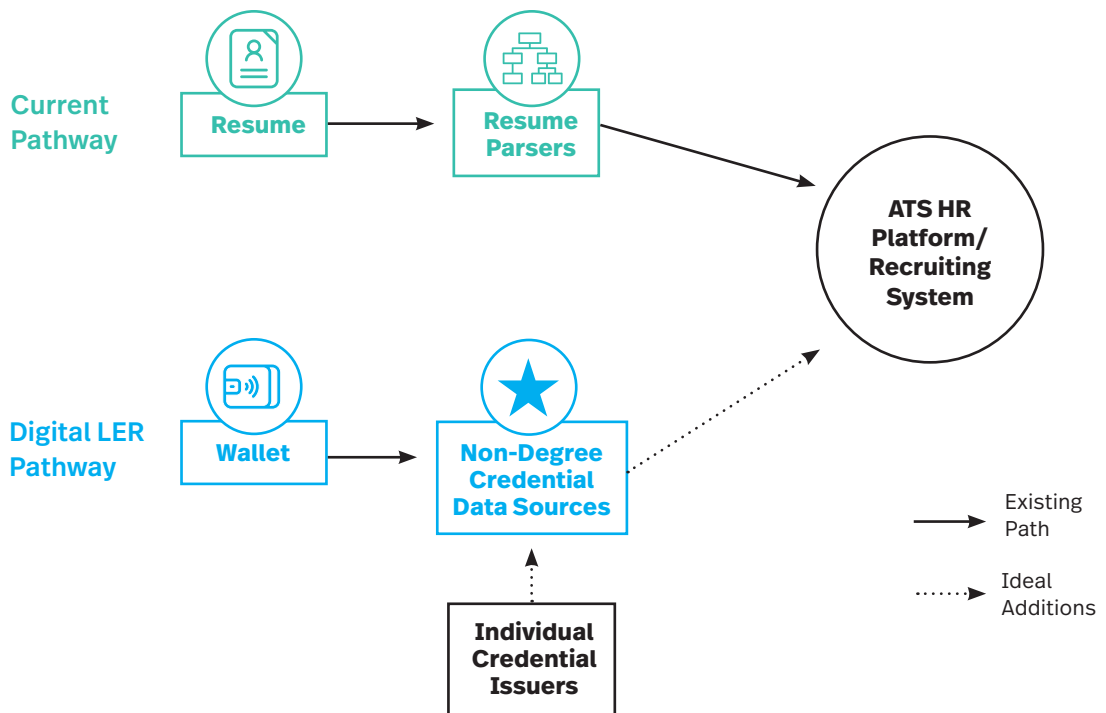 Current
Pathway
Resume
Resume
Parsers
ATS HR
Platform/
Recruiting
System
Digital LER
Pathway
Wallet
Non-Degree
Credential
Data Sources
Individual
Credential
Issuers
Existing
Path
Ideal
Additions